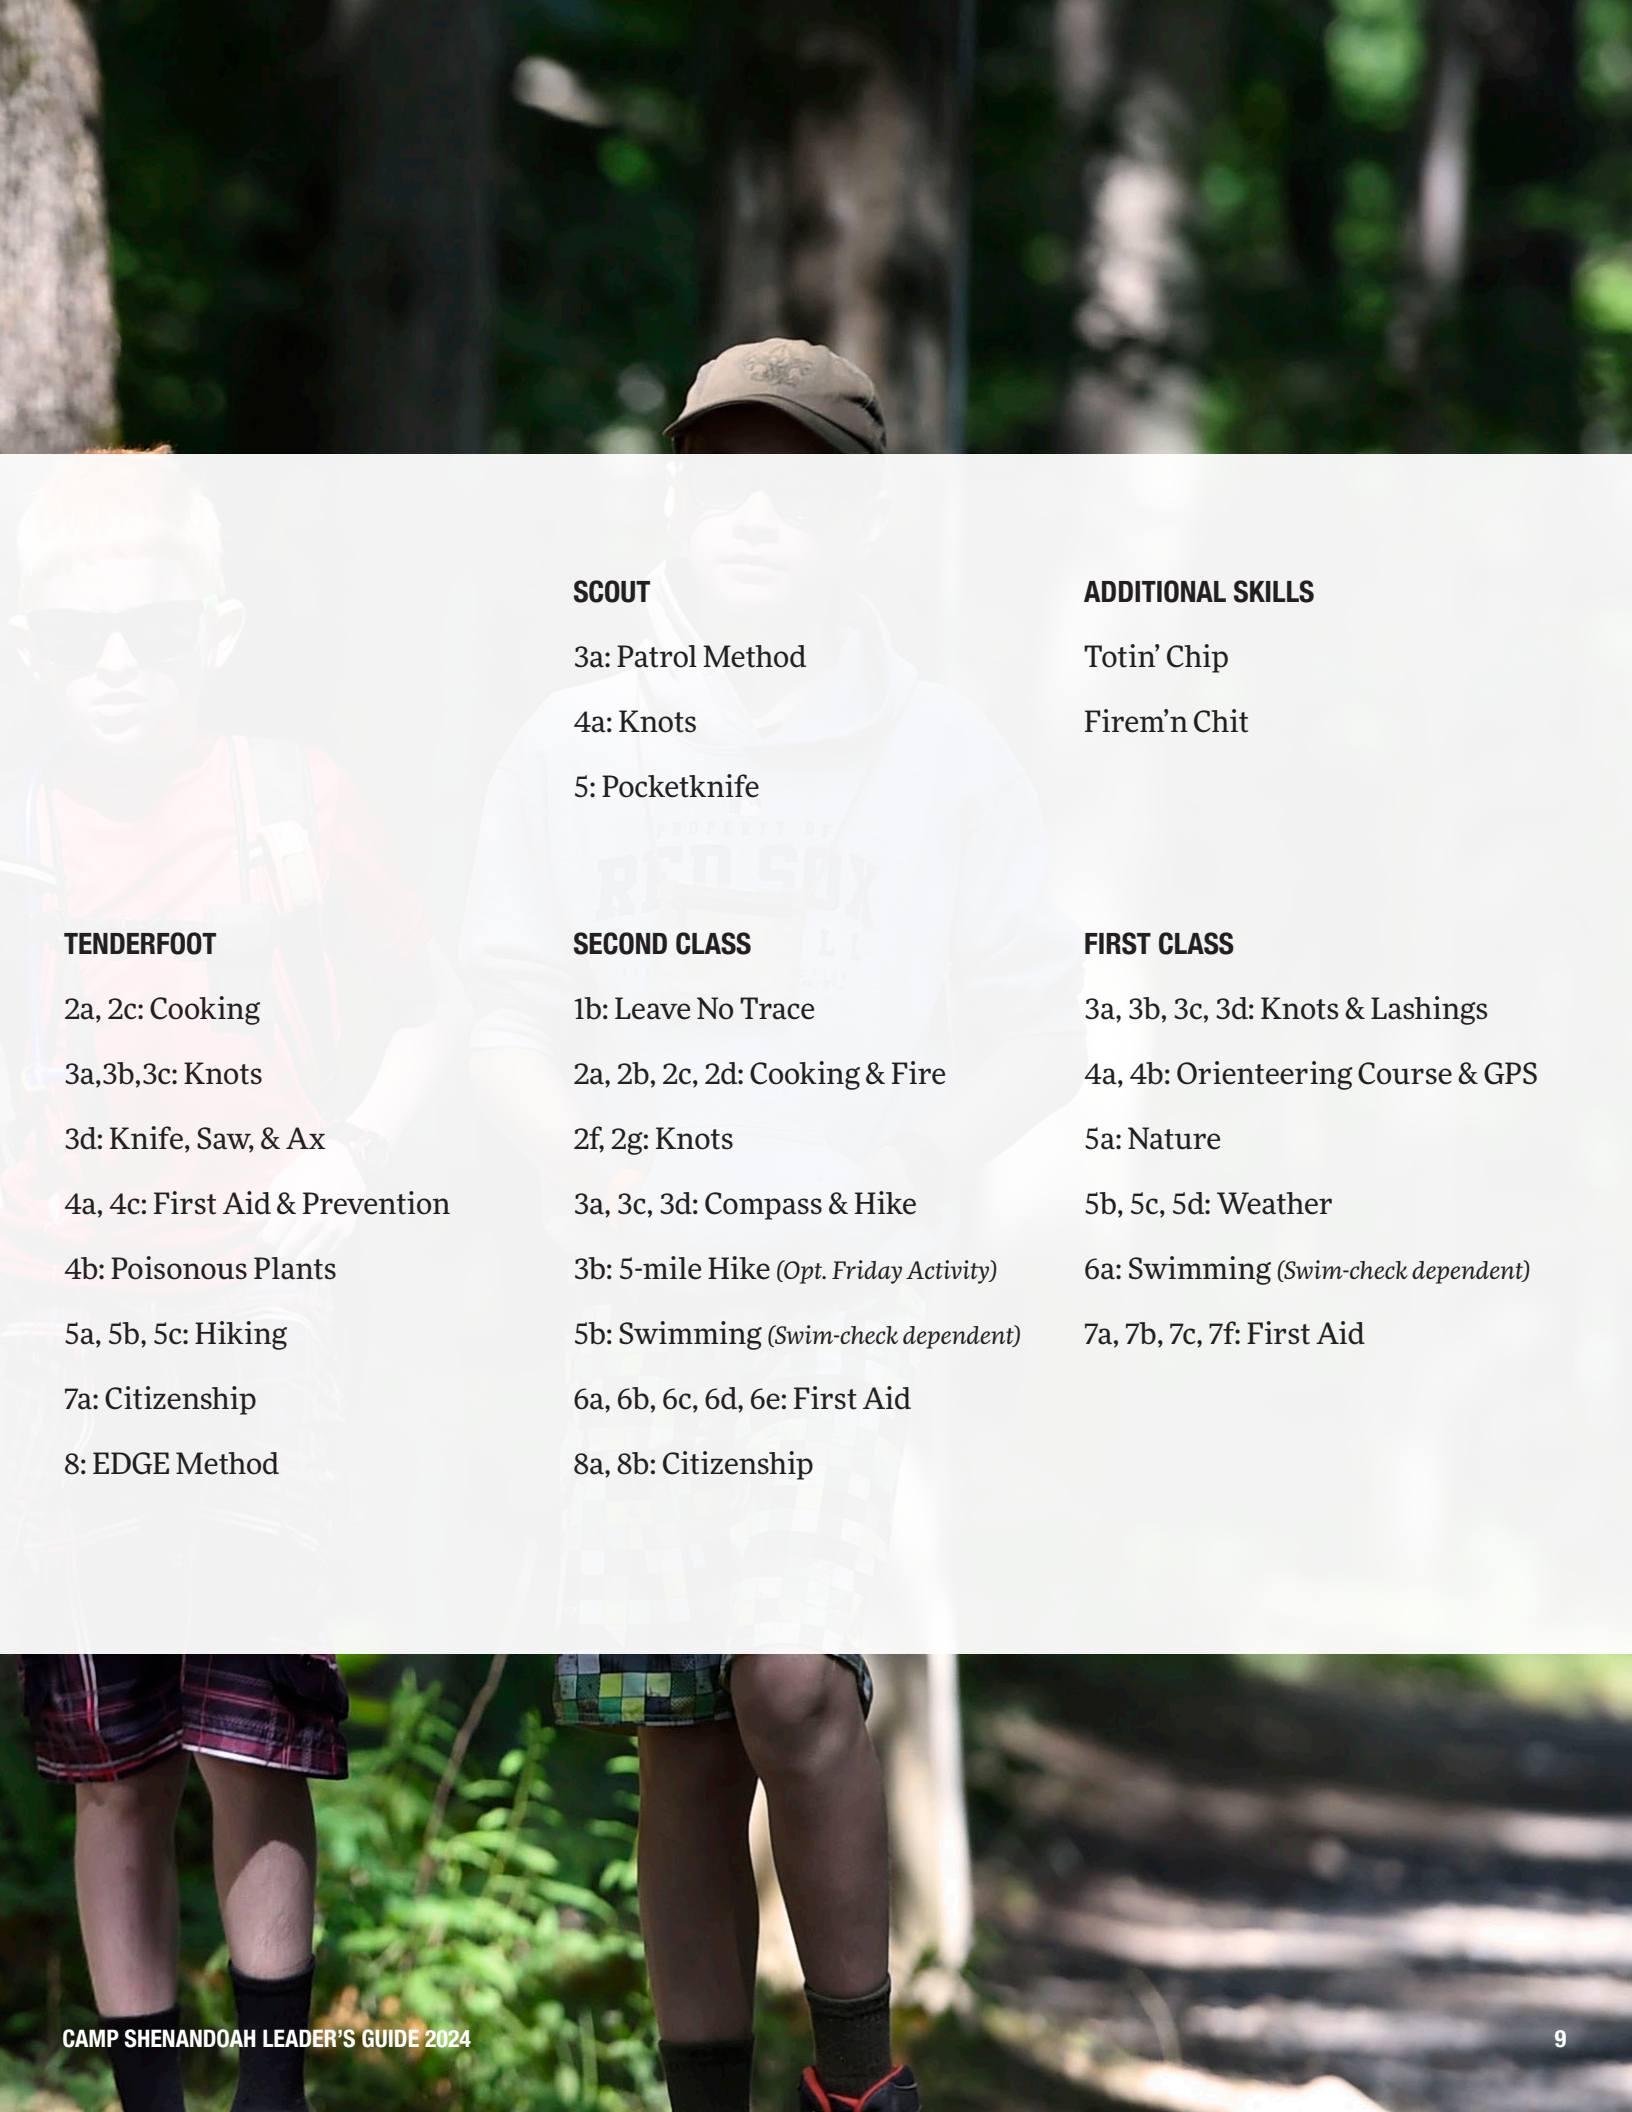 SCOUT
3a: Patrol Method
4a: Knots
5: Pocketknife
ADDITIONAL SKILLS
Totin’ Chip
Firem’n Chit
PROPERTY OF
RED SOX
TENDERFOOT
2a, 2c: Cooking
3a,3b,3c: Knots
3d: Knife, Saw, & Ax
4a, 4c: First Aid & Prevention
4b: Poisonous Plants
5a, 5b, 5c: Hiking
7a: Citizenship
8: EDGE Method
SECOND CLASS
1b: Leave No Trace
2a, 2b, 2c, 2d: Cooking & Fire
2f, 2g: Knots
3a, 3c, 3d: Compass & Hike
3b: 5-mile Hike (Opt. Friday Activity)
5b: Swimming (Swim-check dependent)
6a, 6b, 6c, 6d, 6e: First Aid
8a, 8b: Citizenship
FIRST CLASS
3a, 3b, 3c, 3d: Knots & Lashings
4a, 4b: Orienteering Course & GPS
5a: Nature
5b, 5c, 5d: Weather
6a: Swimming (Swim-check dependent)
7a, 7b, 7c, 7f: First Aid
CAMP SHENANDOAH LEADER’S GUIDE 2024
9